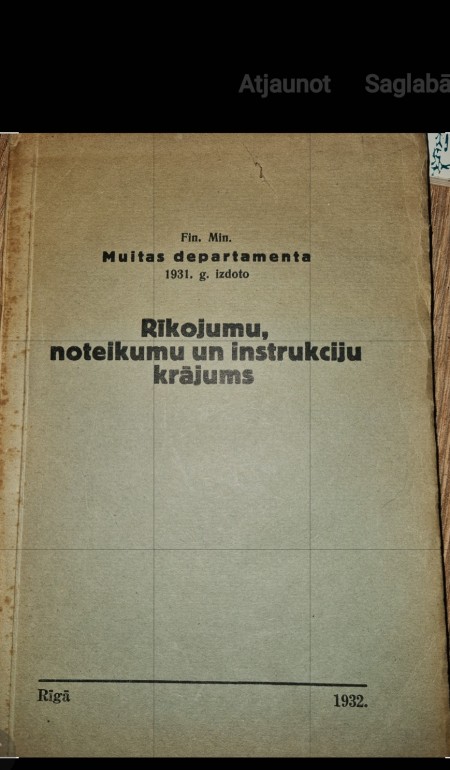 Atjaunot Saglabā
Fin. Min.
Muitas departamenta
1931. g. izdoto
Rīkojumu,
noteikumu un instrukciju
krājums
Rīgā 1932.